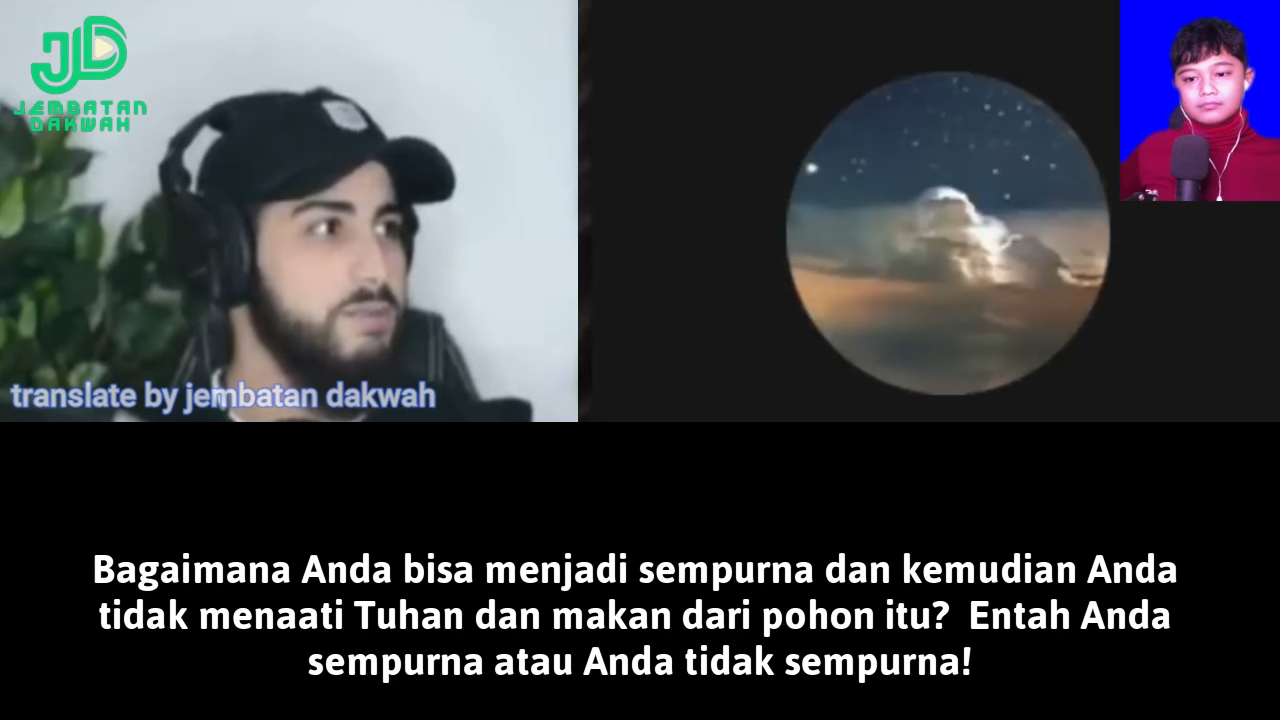 JD
JEMBATAN
DAKWAH
translate by jembatan dakwah
Bagaimana Anda bisa menjadi sempurna dan kemudian Anda
tidak menaati Tuhan dan makan dari pohon itu?  Entah Anda
sempurna atau Anda tidak sempurna!